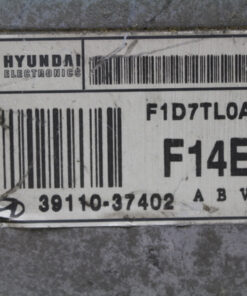 HYUNDAI
ELECTRONICS
F1D7TL0A
F14E
39110-37402
A B V